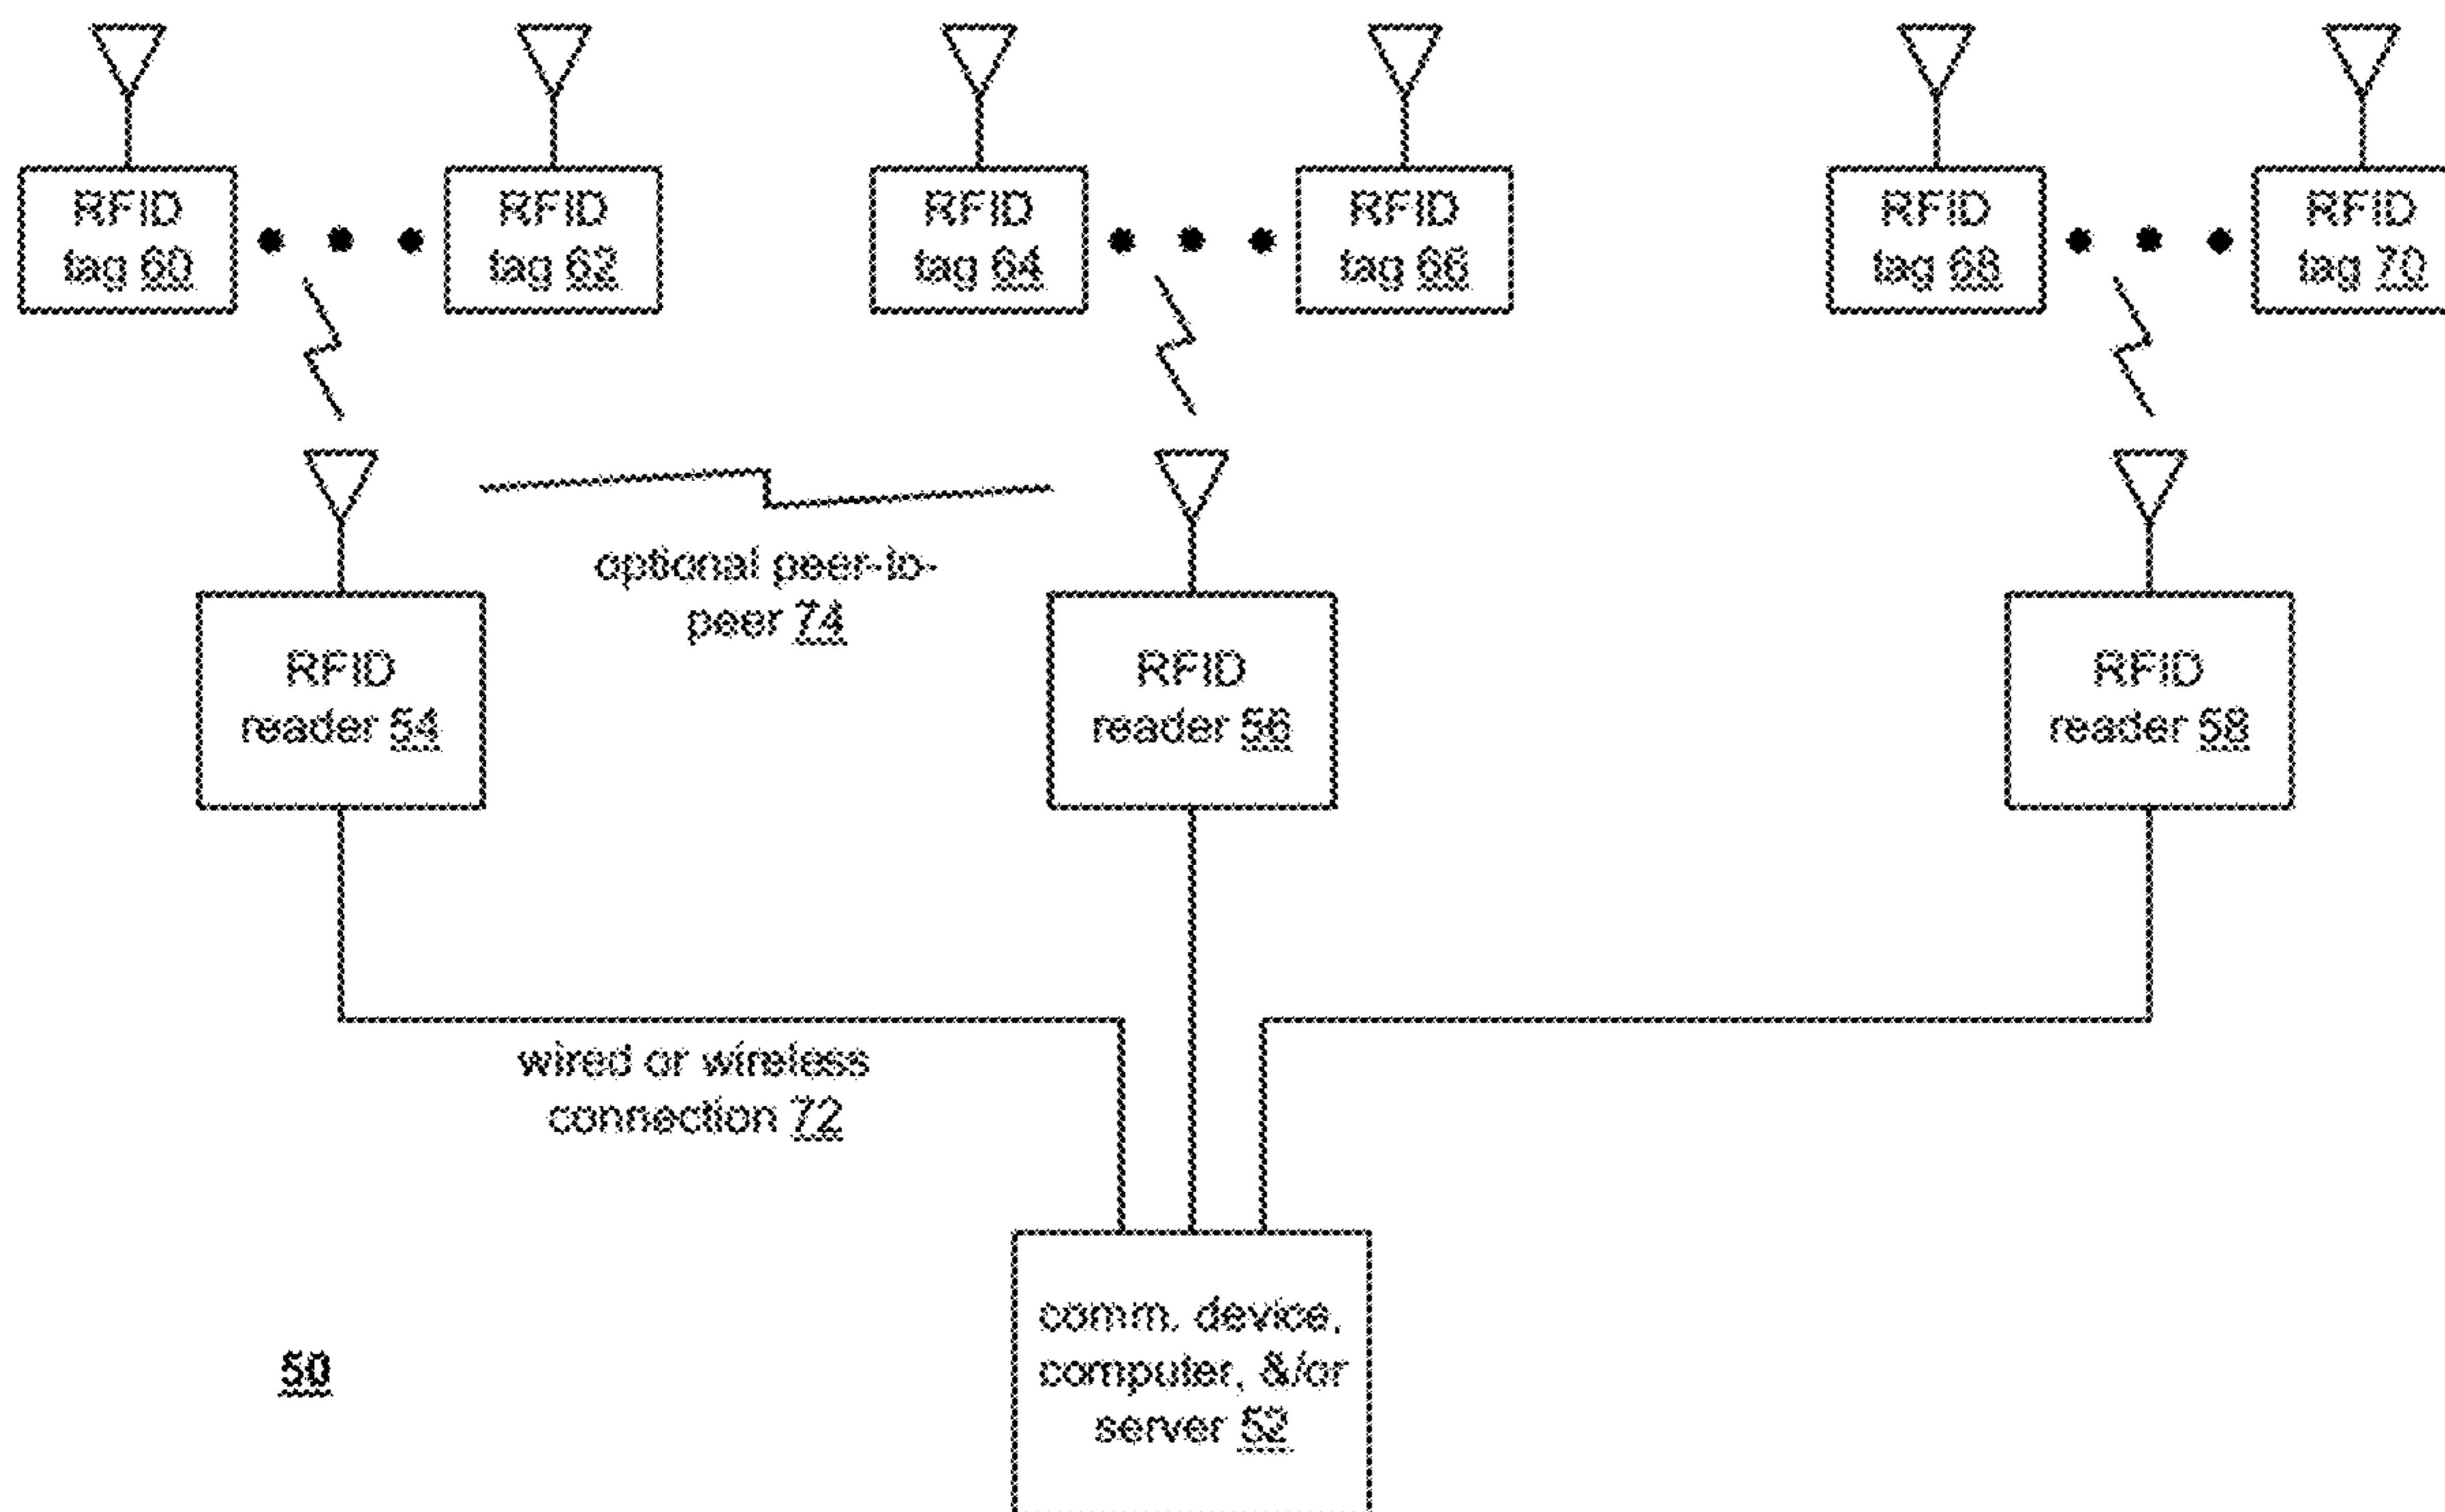 RFID
tag 60
RFID
tag 62
RFID
tag 64
RFID
tag 66
RFID
tag 68
RFID
tag 70
optional peer-to-
peer 74
RFID
reader 54
RFID
reader 56
RFID
reader 58
wired or wireless
connection 72
comm. device,
computer, &/or
server 52
50